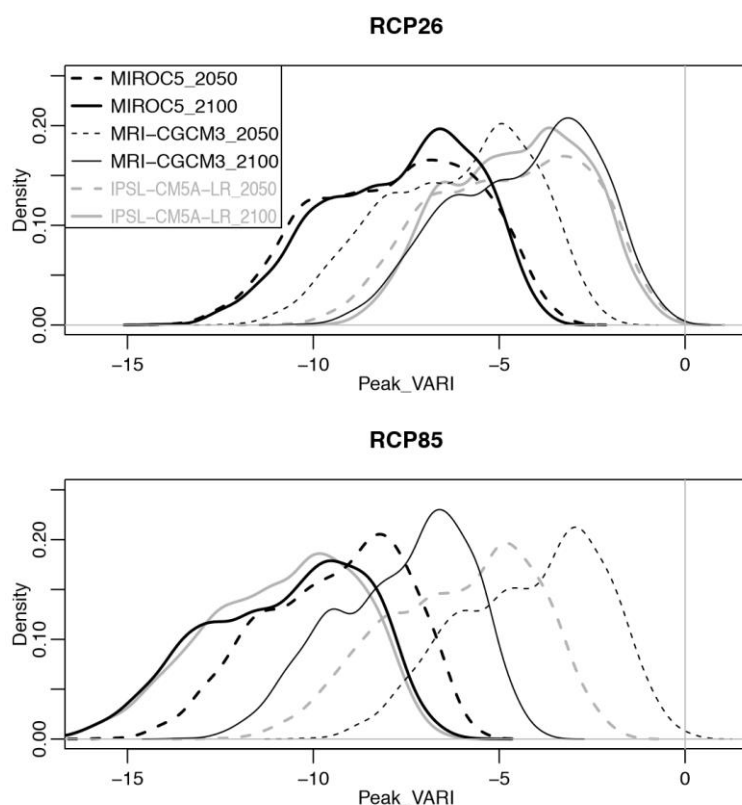 RCP26
MIROC5_2050
MIROC5_2100
MRI−CGCM3_2050
MRI−CGCM3_2100
IPSL−CM5A−LR_2050
IPSL−CM5A−LR_2100
Density
0.20
0.10
0.00
−15 −10 −5 0
Peak_VARI
RCP85
Density
0.20
0.10
0.00
−15 −10 −5 0
Peak_VARI